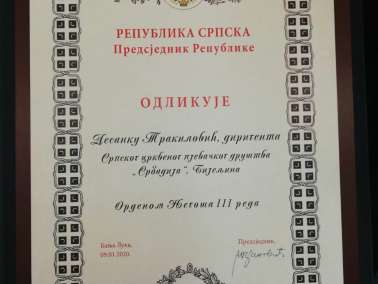 РЕПУБЛИКА СРПСКА
Предсједник Републике
ОДЛИКУЈЕ
Десанку Тракиловић, диригента
Српског црквеног пјевачког друштва
„Србадија“, Бијељина
Орденом Његоша III реда
Бања Лука,
09.01.2020.
Предсједник,